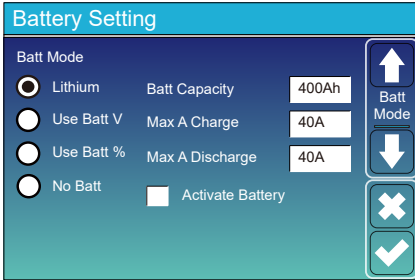 Battery Setting
Batt Mode
Lithium
Batt Capacity
400Ah
Use Batt V
Max A Charge
40A
Use Batt %
Max A Discharge
40A
No Batt
Activate Battery
Batt
Mode